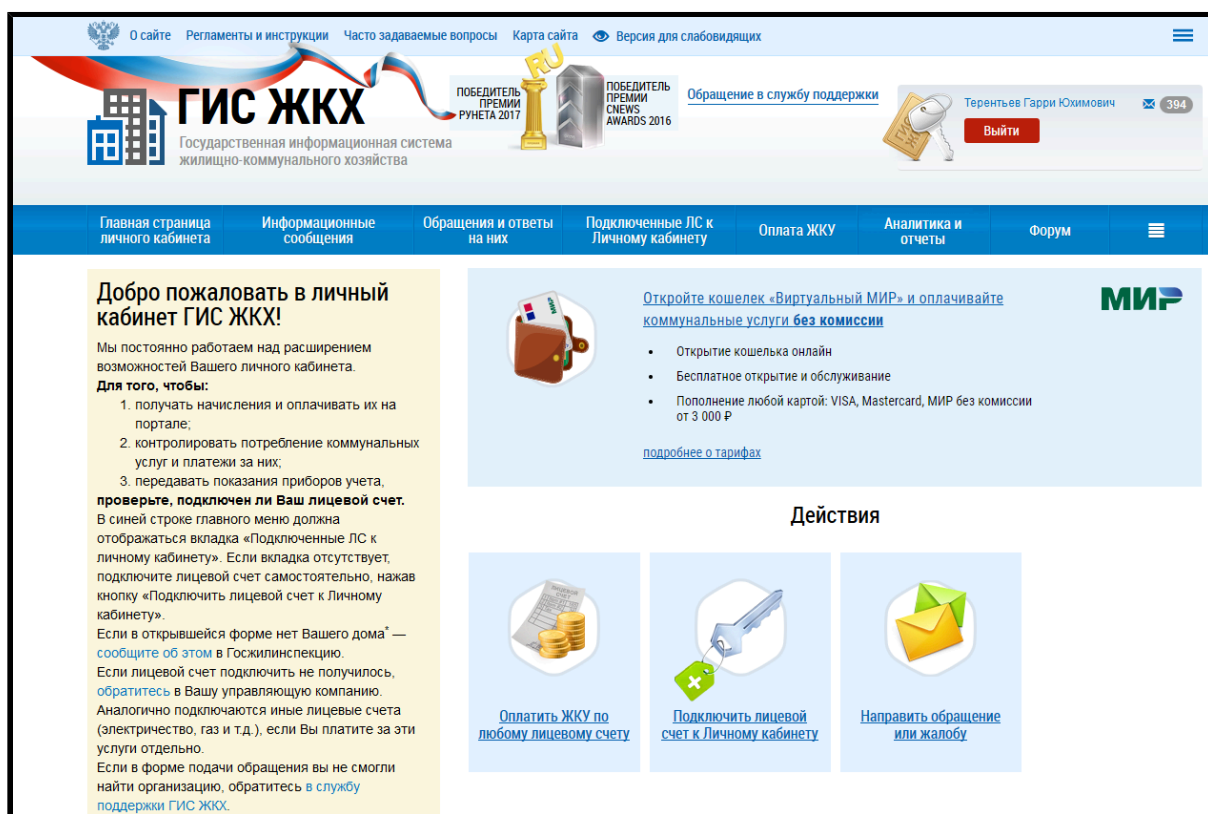 О сайте Регламенты и инструкции Часто задаваемые вопросы Карта сайта Версия для слабовидящих
ГИС ЖКХ
Государственная информационная система
жилищно-коммунального хозяйства
ПОБЕДИТЕЛЬ
ПРЕМИИ
РУНЕТА 2017
RU
ПОБЕДИТЕЛЬ
ПРЕМИИ
CNEWS
AWARDS 2016
Обращение в службу поддержки
ГИС
Терентьев Гарри Юхимович 394
Выйти
Главная страница
личного кабинета
Информационные
сообщения
Обращения и ответы
на них
Подключенные ЛС к
Личному кабинету
Оплата ЖКУ
Аналитика и
отчеты
Форум
Добро пожаловать в личный
кабинет ГИС ЖКХ!
Мы постоянно работаем над расширением
возможностей Вашего личного кабинета.
Для того, чтобы:
1. получать начисления и оплачивать их на
портале;
2. контролировать потребление коммунальных
услуг и платежи за них;
3. передавать показания приборов учета,
проверьте, подключен ли Ваш лицевой счет.
В синей строке главного меню должна
отображаться вкладка «Подключенные ЛС к
личному кабинету». Если вкладка отсутствует,
подключите лицевой счет самостоятельно, нажав
кнопку «Подключить лицевой счет к Личному
кабинету».
Если в открывшейся форме нет Вашего дома* —
сообщите об этом в Госжилинспекцию.
Если лицевой счет подключить не получилось,
обратитесь в Вашу управляющую компанию.
Аналогично подключаются иные лицевые счета
(электричество, газ и т.д.), если Вы платите за эти
услуги отдельно.
Если в форме подачи обращения вы не смогли
найти организацию, обратитесь в службу
поддержки ГИС ЖКХ.
Откройте кошелек «Виртуальный МИР» и оплачивайте
коммунальные услуги без комиссии
• Открытие кошелька онлайн
• Бесплатное открытие и обслуживание
• Пополнение любой картой: VISA, Mastercard, МИР без комиссии
от 3 000 ₽
подробнее о тарифах
МИР
Действия
ЛИЦЕВОЙ
СЧЕТ
Оплатить ЖКУ по
любому лицевому счету
Подключить лицевой
счет к Личному кабинету
Направить обращение
или жалобу